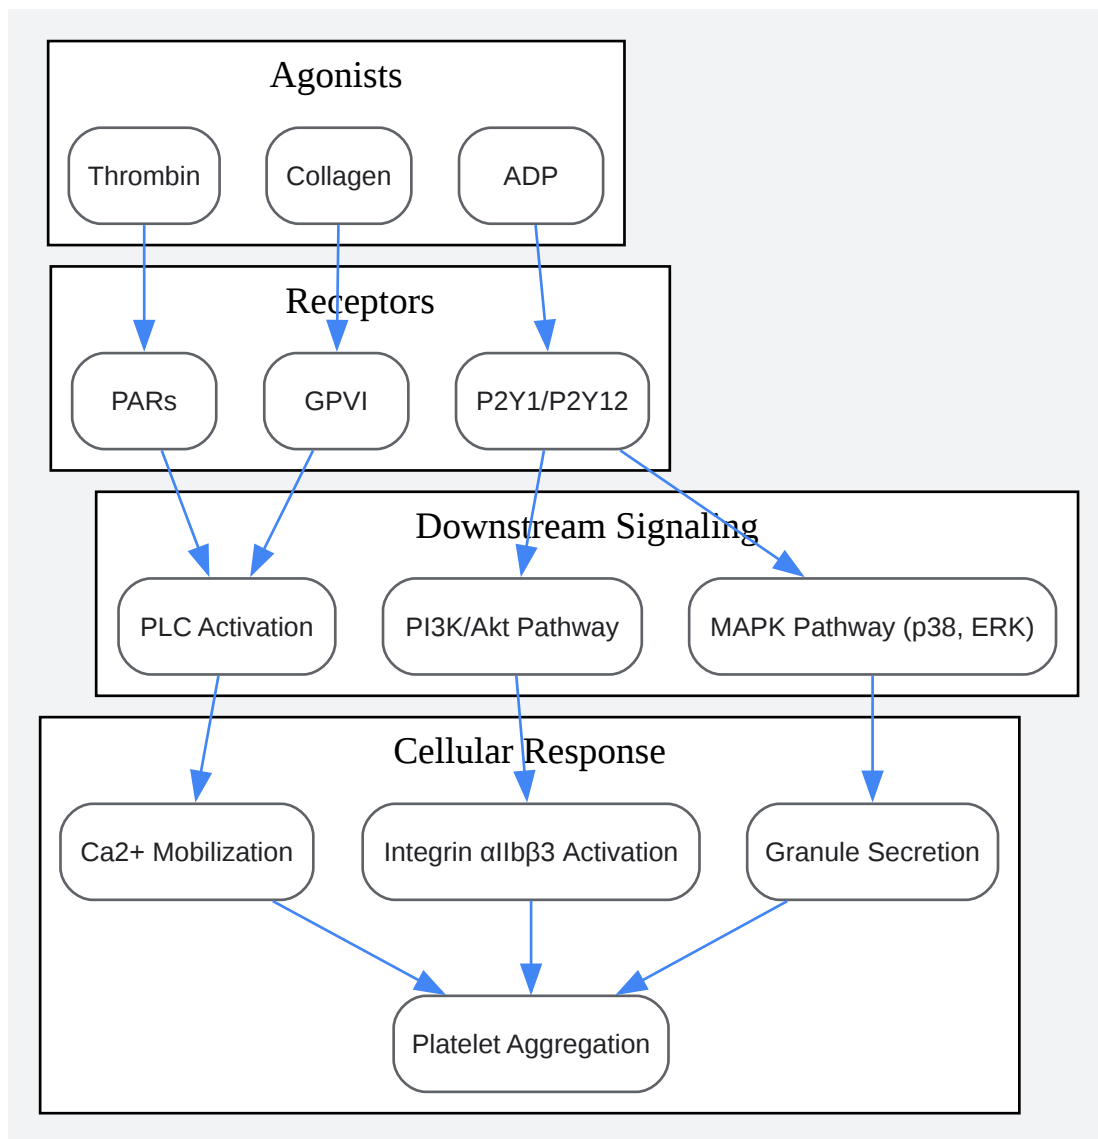 Agonists
Thrombin
Collagen
ADP
Receptors
PARs
GPVI
P2Y1/P2Y12
Downstream Signaling
PLC Activation
PI3K/Akt Pathway
MAPK Pathway (p38, ERK)
Cellular Response
Ca2+ Mobilization
Integrin αIIbβ3 Activation
Granule Secretion
Platelet Aggregation